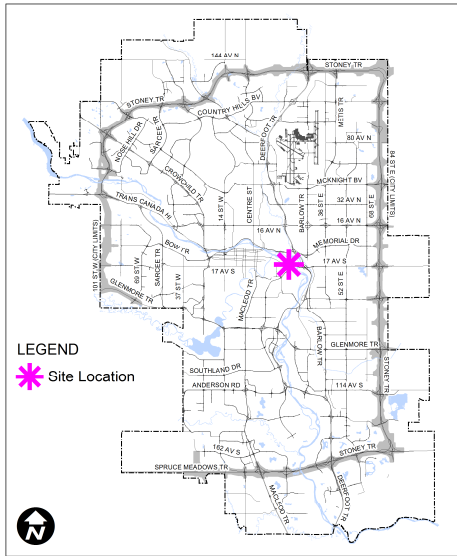 144 AV N
STONEY TR
STONEY TR
COUNTRY HILLS BV
METIS TR
NOSE HILL DR
SARCEE TR
DEERFOOT TR
80 AV N
84 ST E (CITY LIMITS)
CROWCHILD TR
MCKNIGHT BV
TRANS CANADA HI
14 ST W
CENTRE ST
BARLOW TR
36 ST E
32 AV N
68 ST E
16 AV N
16 AV N
101 ST W (CITY LIMITS)
BOW TR
MEMORIAL DR
69 ST W
SARCEE TR
37 ST W
17 AV S
17 AV S
MACLEOD TR
52 ST E
GLENMORE TR
BARLOW TR
LEGEND
GLENMORE TR
Site Location
SOUTHLAND DR
STONEY TR
ANDERSON RD
114 AV S
162 AV S
STONEY TR
SPRUCE MEADOWS TR
MACLEOD TR
DEERFOOT TR
N